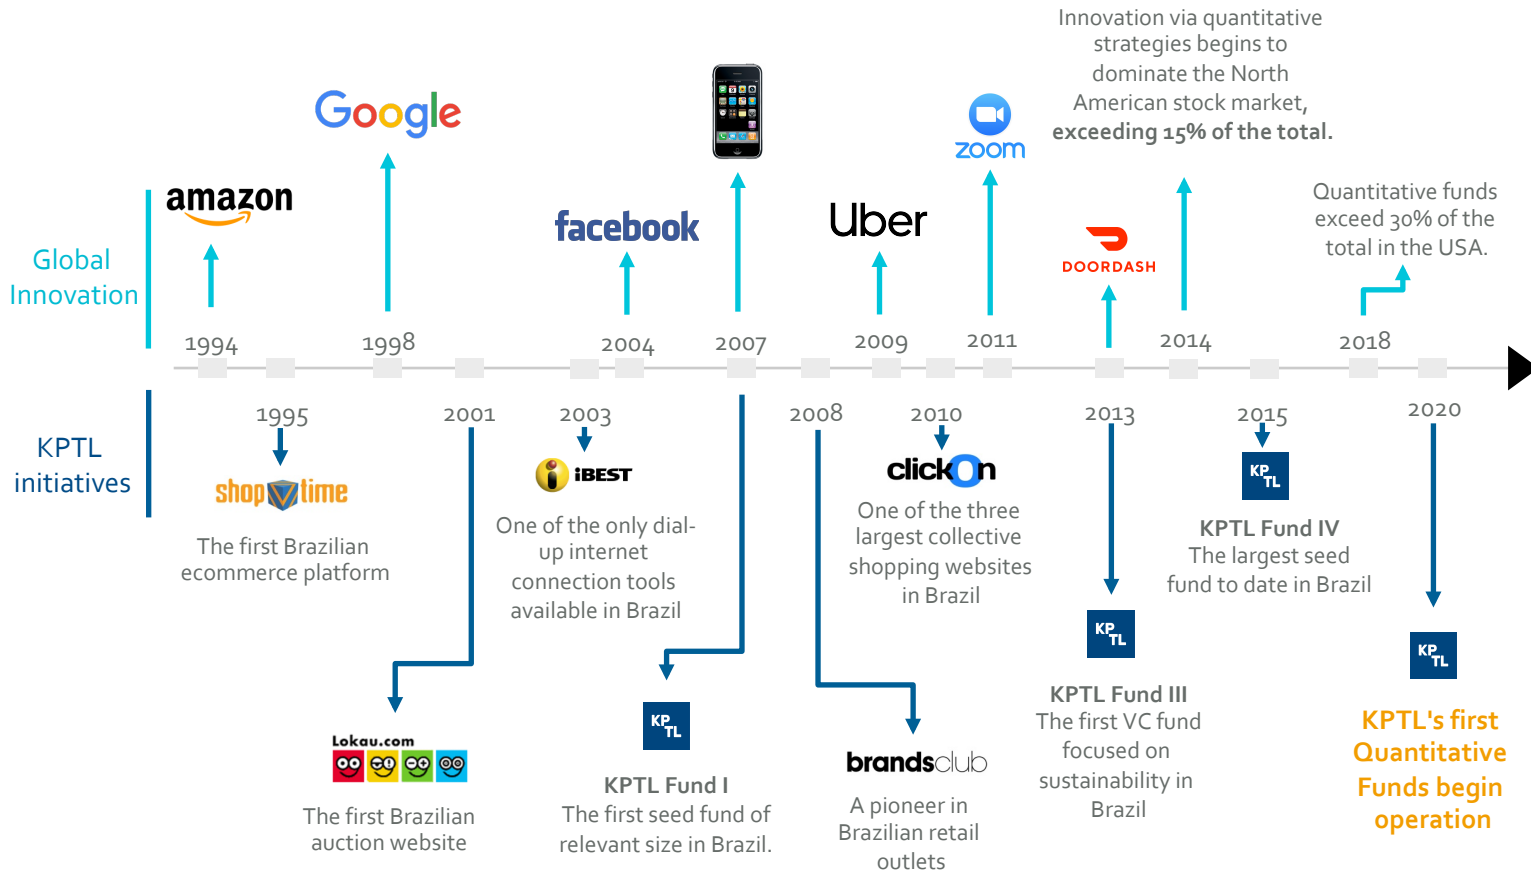 Innovation via quantitative
strategies begins to
dominate the North
American stock market,
exceeding 15% of the total.
Google
zoom
amazon
facebook
Uber
DOORDASH
Quantitative funds
exceed 30% of the
total in the USA.
Global
Innovation
1994
1998
2004
2007
2009
2011
2014
2018
KPTL
initiatives
1995
2001
2003
2008
2010
2013
2015
2020
shoptime
The first Brazilian
ecommerce platform
iBEST
One of the only dial-
up internet
connection tools
available in Brazil
clickOn
One of the three
largest collective
shopping websites
in Brazil
KPTL
KPTL Fund IV
The largest seed
fund to date in Brazil
Lokau.com
The first Brazilian
auction website
KPTL
KPTL Fund I
The first seed fund of
relevant size in Brazil.
brandsclub
A pioneer in
Brazilian retail
outlets
KPTL
KPTL Fund III
The first VC fund
focused on
sustainability in
Brazil
KPTL
KPTL's first
Quantitative
Funds begin
operation